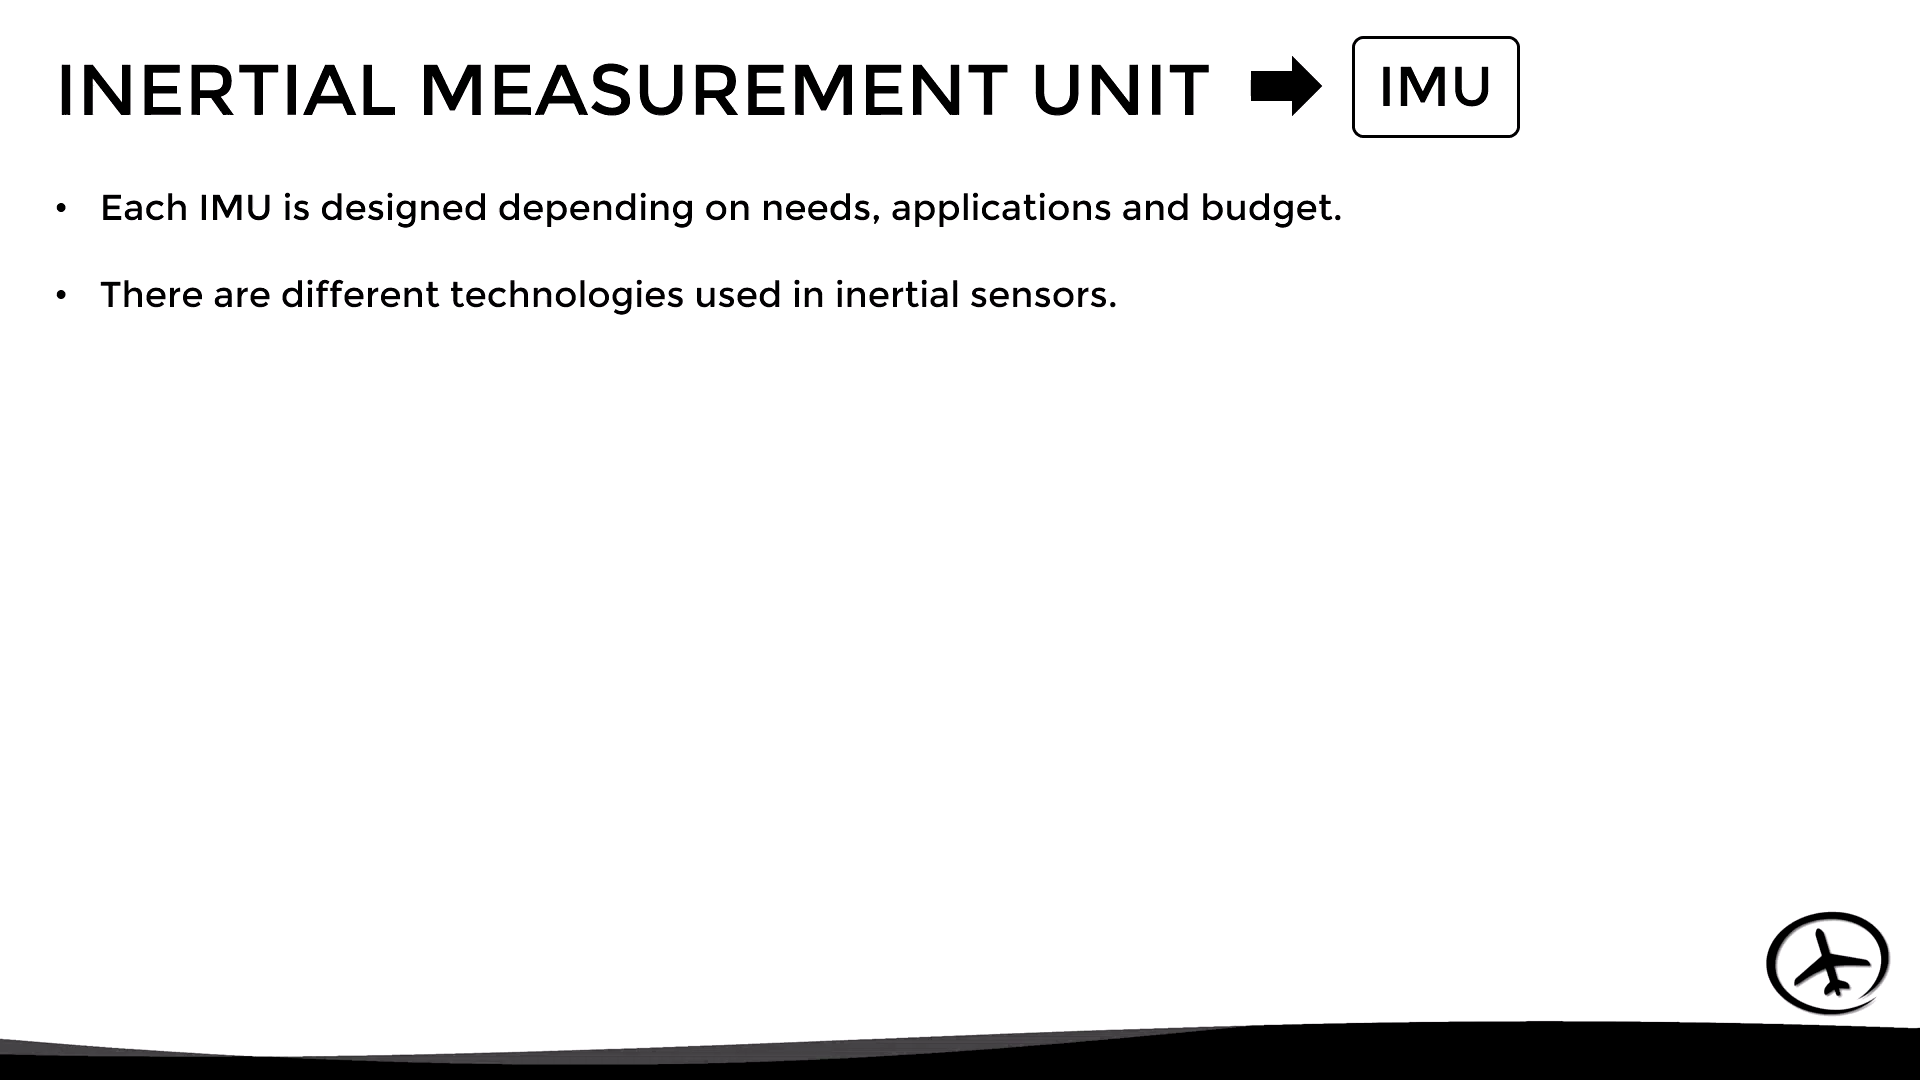 INERTIAL MEASUREMENT UNIT IMU
• Each IMU is designed depending on needs, applications and budget.
• There are different technologies used in inertial sensors.